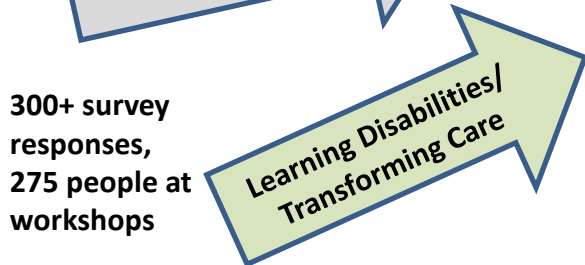 300+ survey
responses,
275 people at
workshops
Learning Disabilities/
Transforming Care